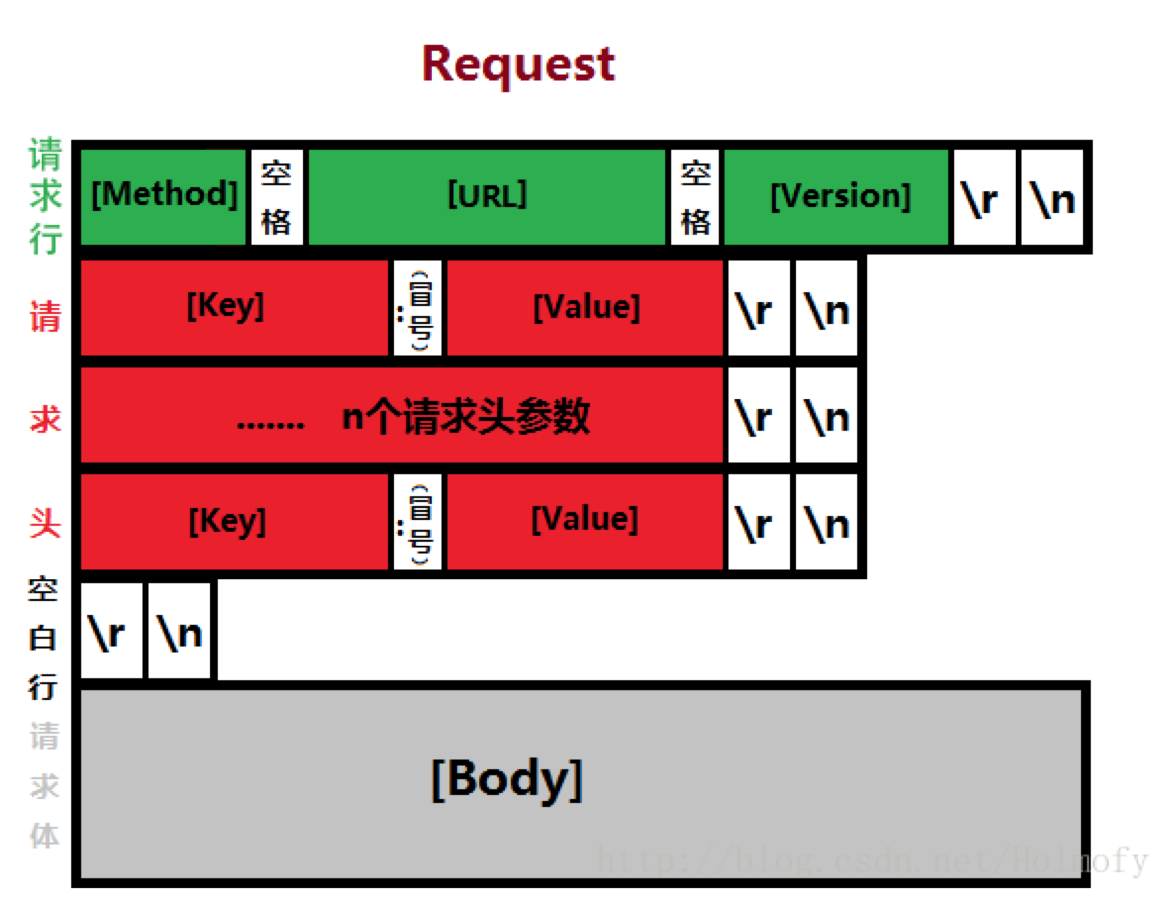 Request
请求行
[Method] 空格 [URL] 空格 [Version] \r \n
请求头
[Key] :(冒号) [Value] \r \n
....... n个请求头参数 \r \n
[Key] :(冒号) [Value] \r \n
空白行
\r \n
请求体
[Body]
http://blog.csdn.net/Holmofy